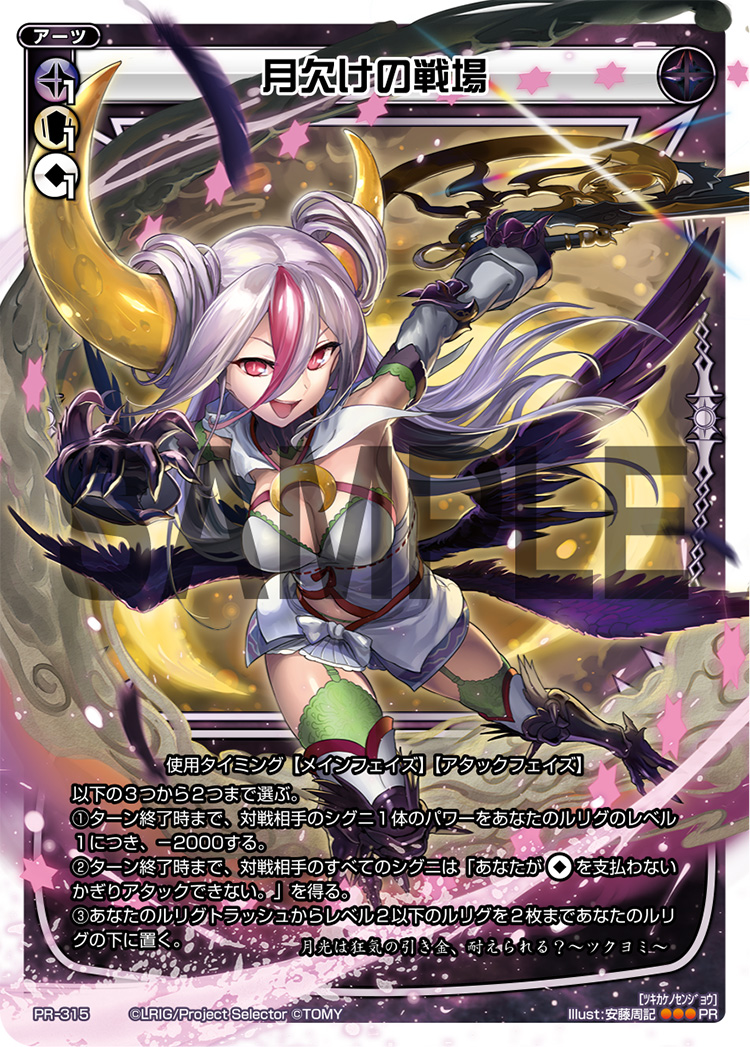 アーツ
月欠けの戦場
1
1
1
SAMPLE
使用タイミング【メインフェイズ】【アタックフェイズ】
以下の3つから2つまで選ぶ。
①ターン終了時まで、対戦相手のシグニ1体のパワーをあなたのルリグのレベル
1につき、-2000する。
②ターン終了時まで、対戦相手のすべてのシグニは「あなたが◆を支払わない
かぎりアタックできない。」を得る。
③あなたのルリグトラッシュからレベル2以下のルリグを2枚まであなたのルリ
グの下に置く。
月光は狂気の引き金、耐えられる?〜ツクヨミ〜
[ツキカケノセンジョウ]
PR-315 ©LRIG/Project Selector ©TOMY Illust:安藤周記 PR